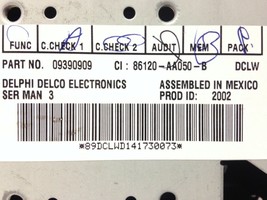 FUNC C.CHECK 1 C.CHECK 2 AUDIT MEM PACK
PART NO. 09390909 CI : 86120-AA050-B DCLW
DELPHI DELCO ELECTRONICS ASSEMBLED IN MEXICO
SER MAN 3 PROD ID: 2002
*89DCLWD141730073*